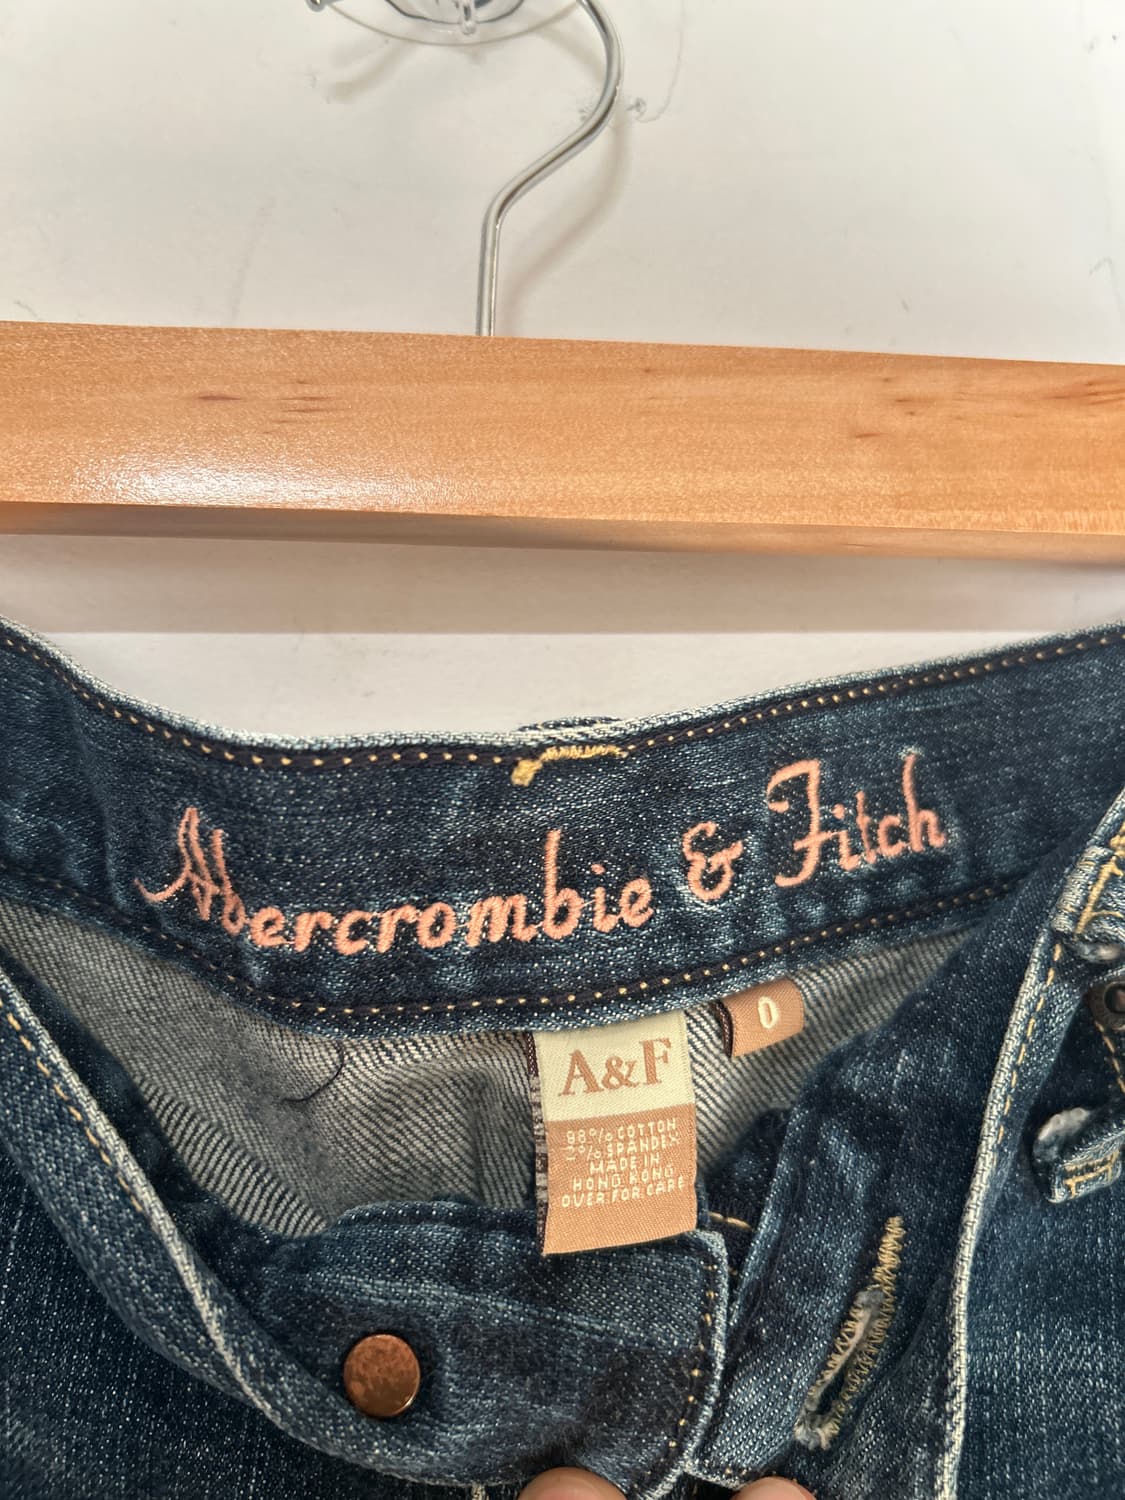 Abercrombie & Fitch
0
A&F
98% COTTON
2% SPANDEX
MADE IN
HONG KONG
OVER FOR CARE